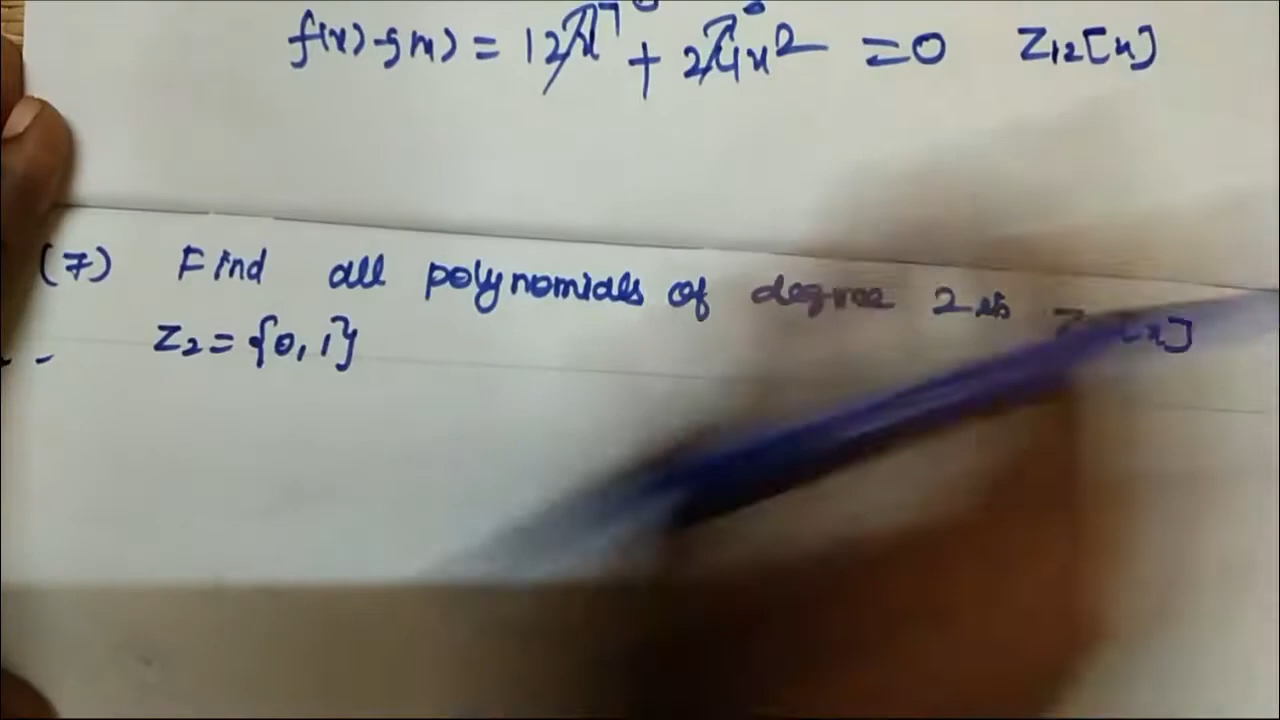 f(x)-g(x) = 12x⁷ + 24x² = 0 Z₁₂[x]
(7) Find all polynomials of degree 2 in [x]
Z₂ = {0,1}